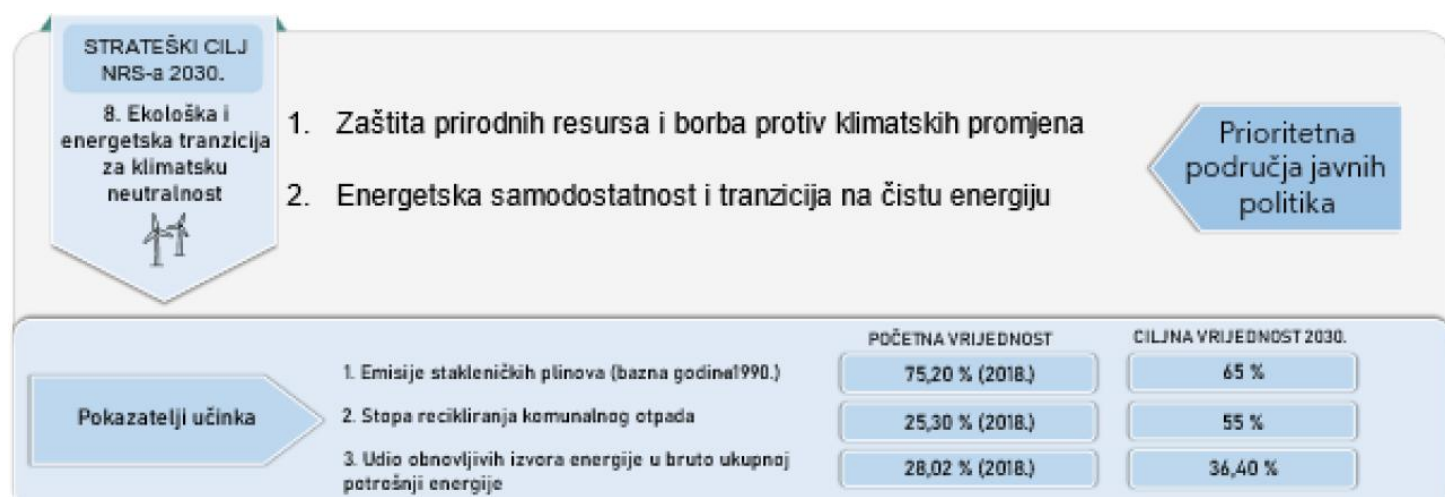 STRATEŠKI CILJ
NRS-a 2030.
8. Ekološka i
energetska tranzicija
za klimatsku
neutralnost
1. Zaštita prirodnih resursa i borba protiv klimatskih promjena
2. Energetska samodostatnost i tranzicija na čistu energiju
Prioritetna
područja javnih
politika
Pokazatelji učinka
POČETNA VRIJEDNOST
CILJNA VRIJEDNOST 2030.
1. Emisije stakleničkih plinova (bazna godina1990.)
75,20 % (2018.)
65 %
2. Stopa recikliranja komunalnog otpada
25,30 % (2018.)
55 %
3. Udio obnovljivih izvora energije u bruto ukupnoj
potrošnji energije
28,02 % (2018.)
36,40 %